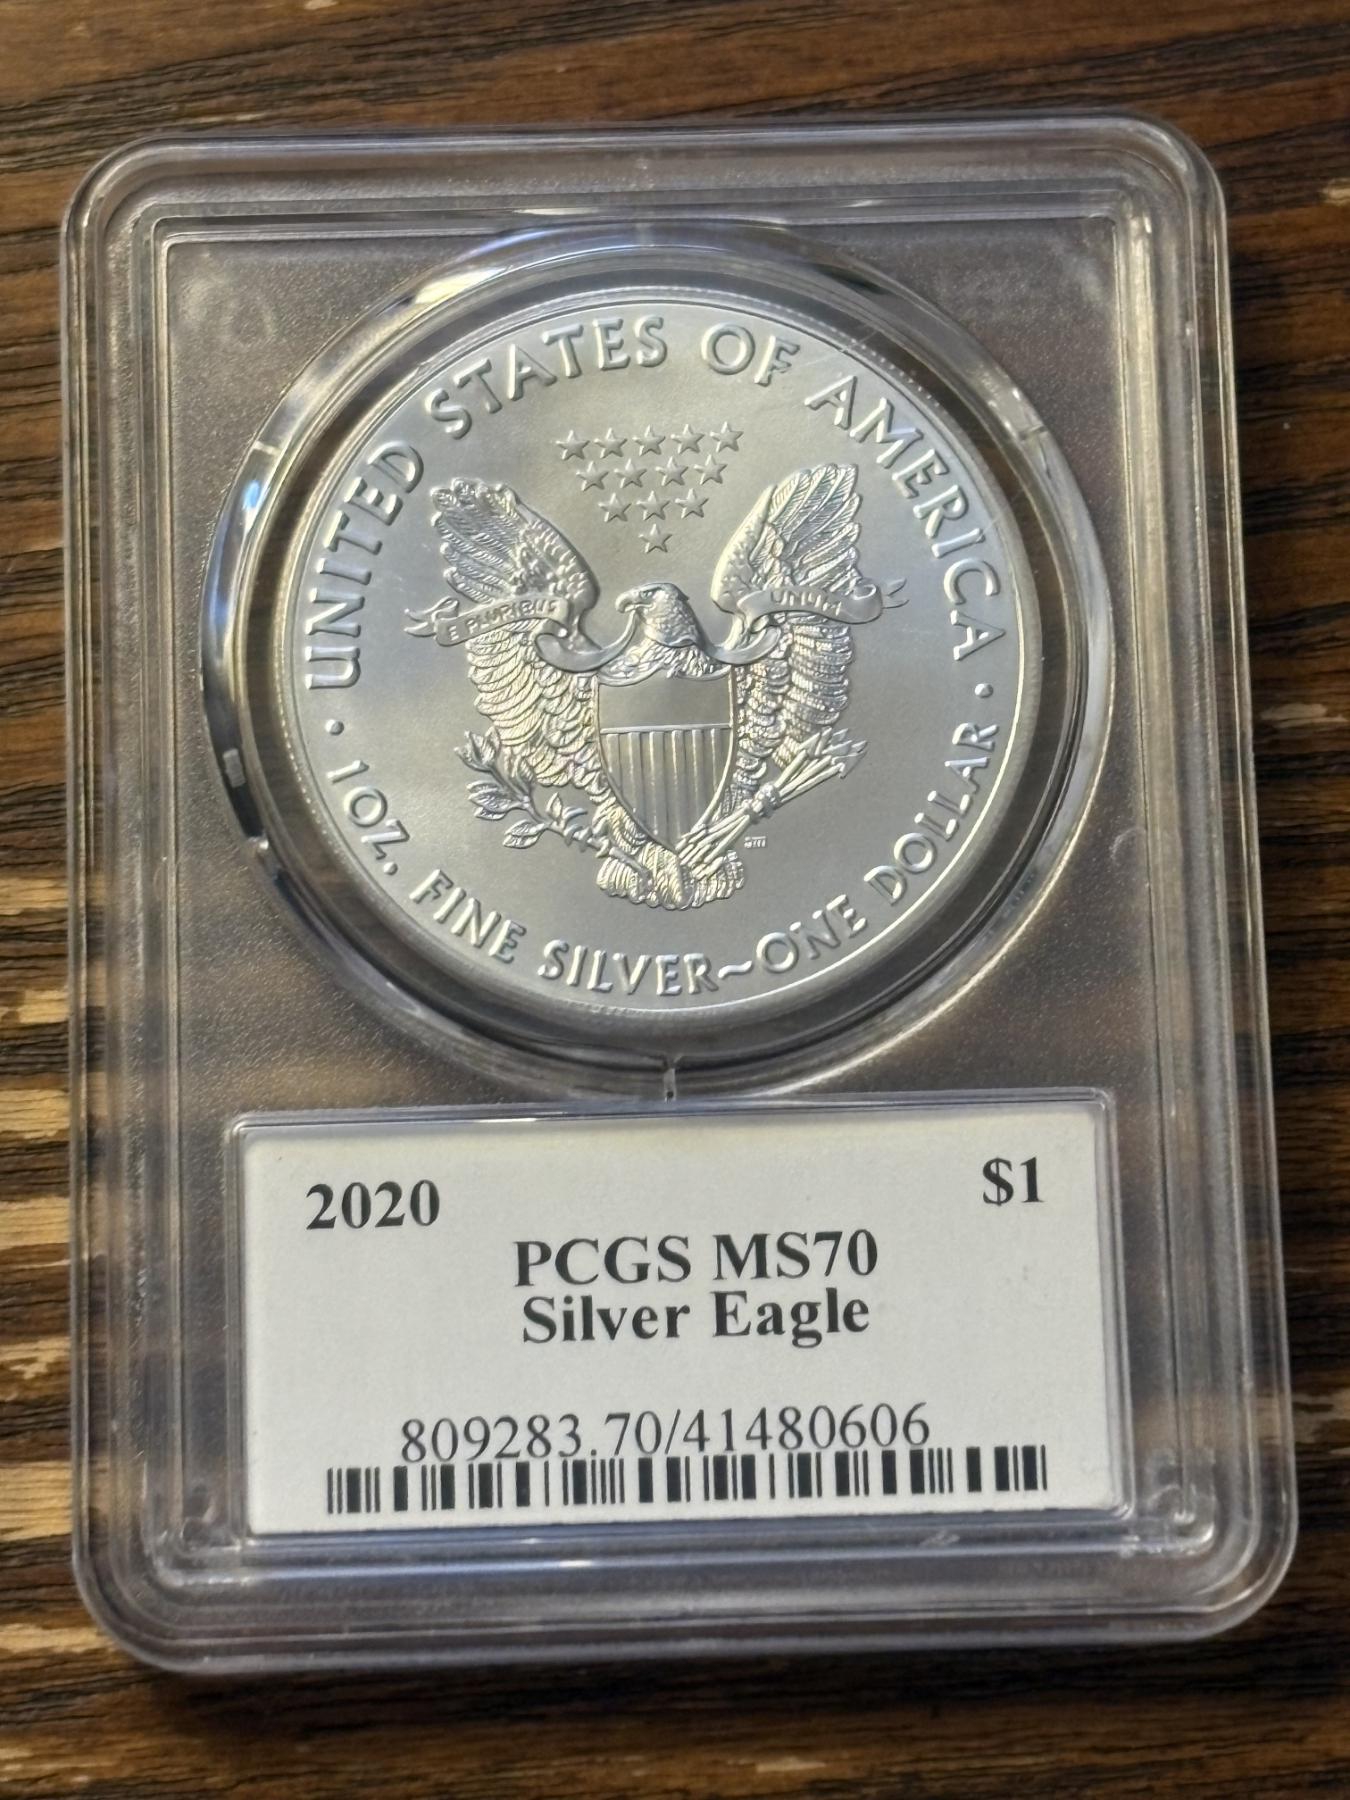 UNITED STATES OF AMERICA
E PLURIBUS UNUM
1 OZ. FINE SILVER~ONE DOLLAR
2020 $1
PCGS MS70
Silver Eagle
809283.70/41480606